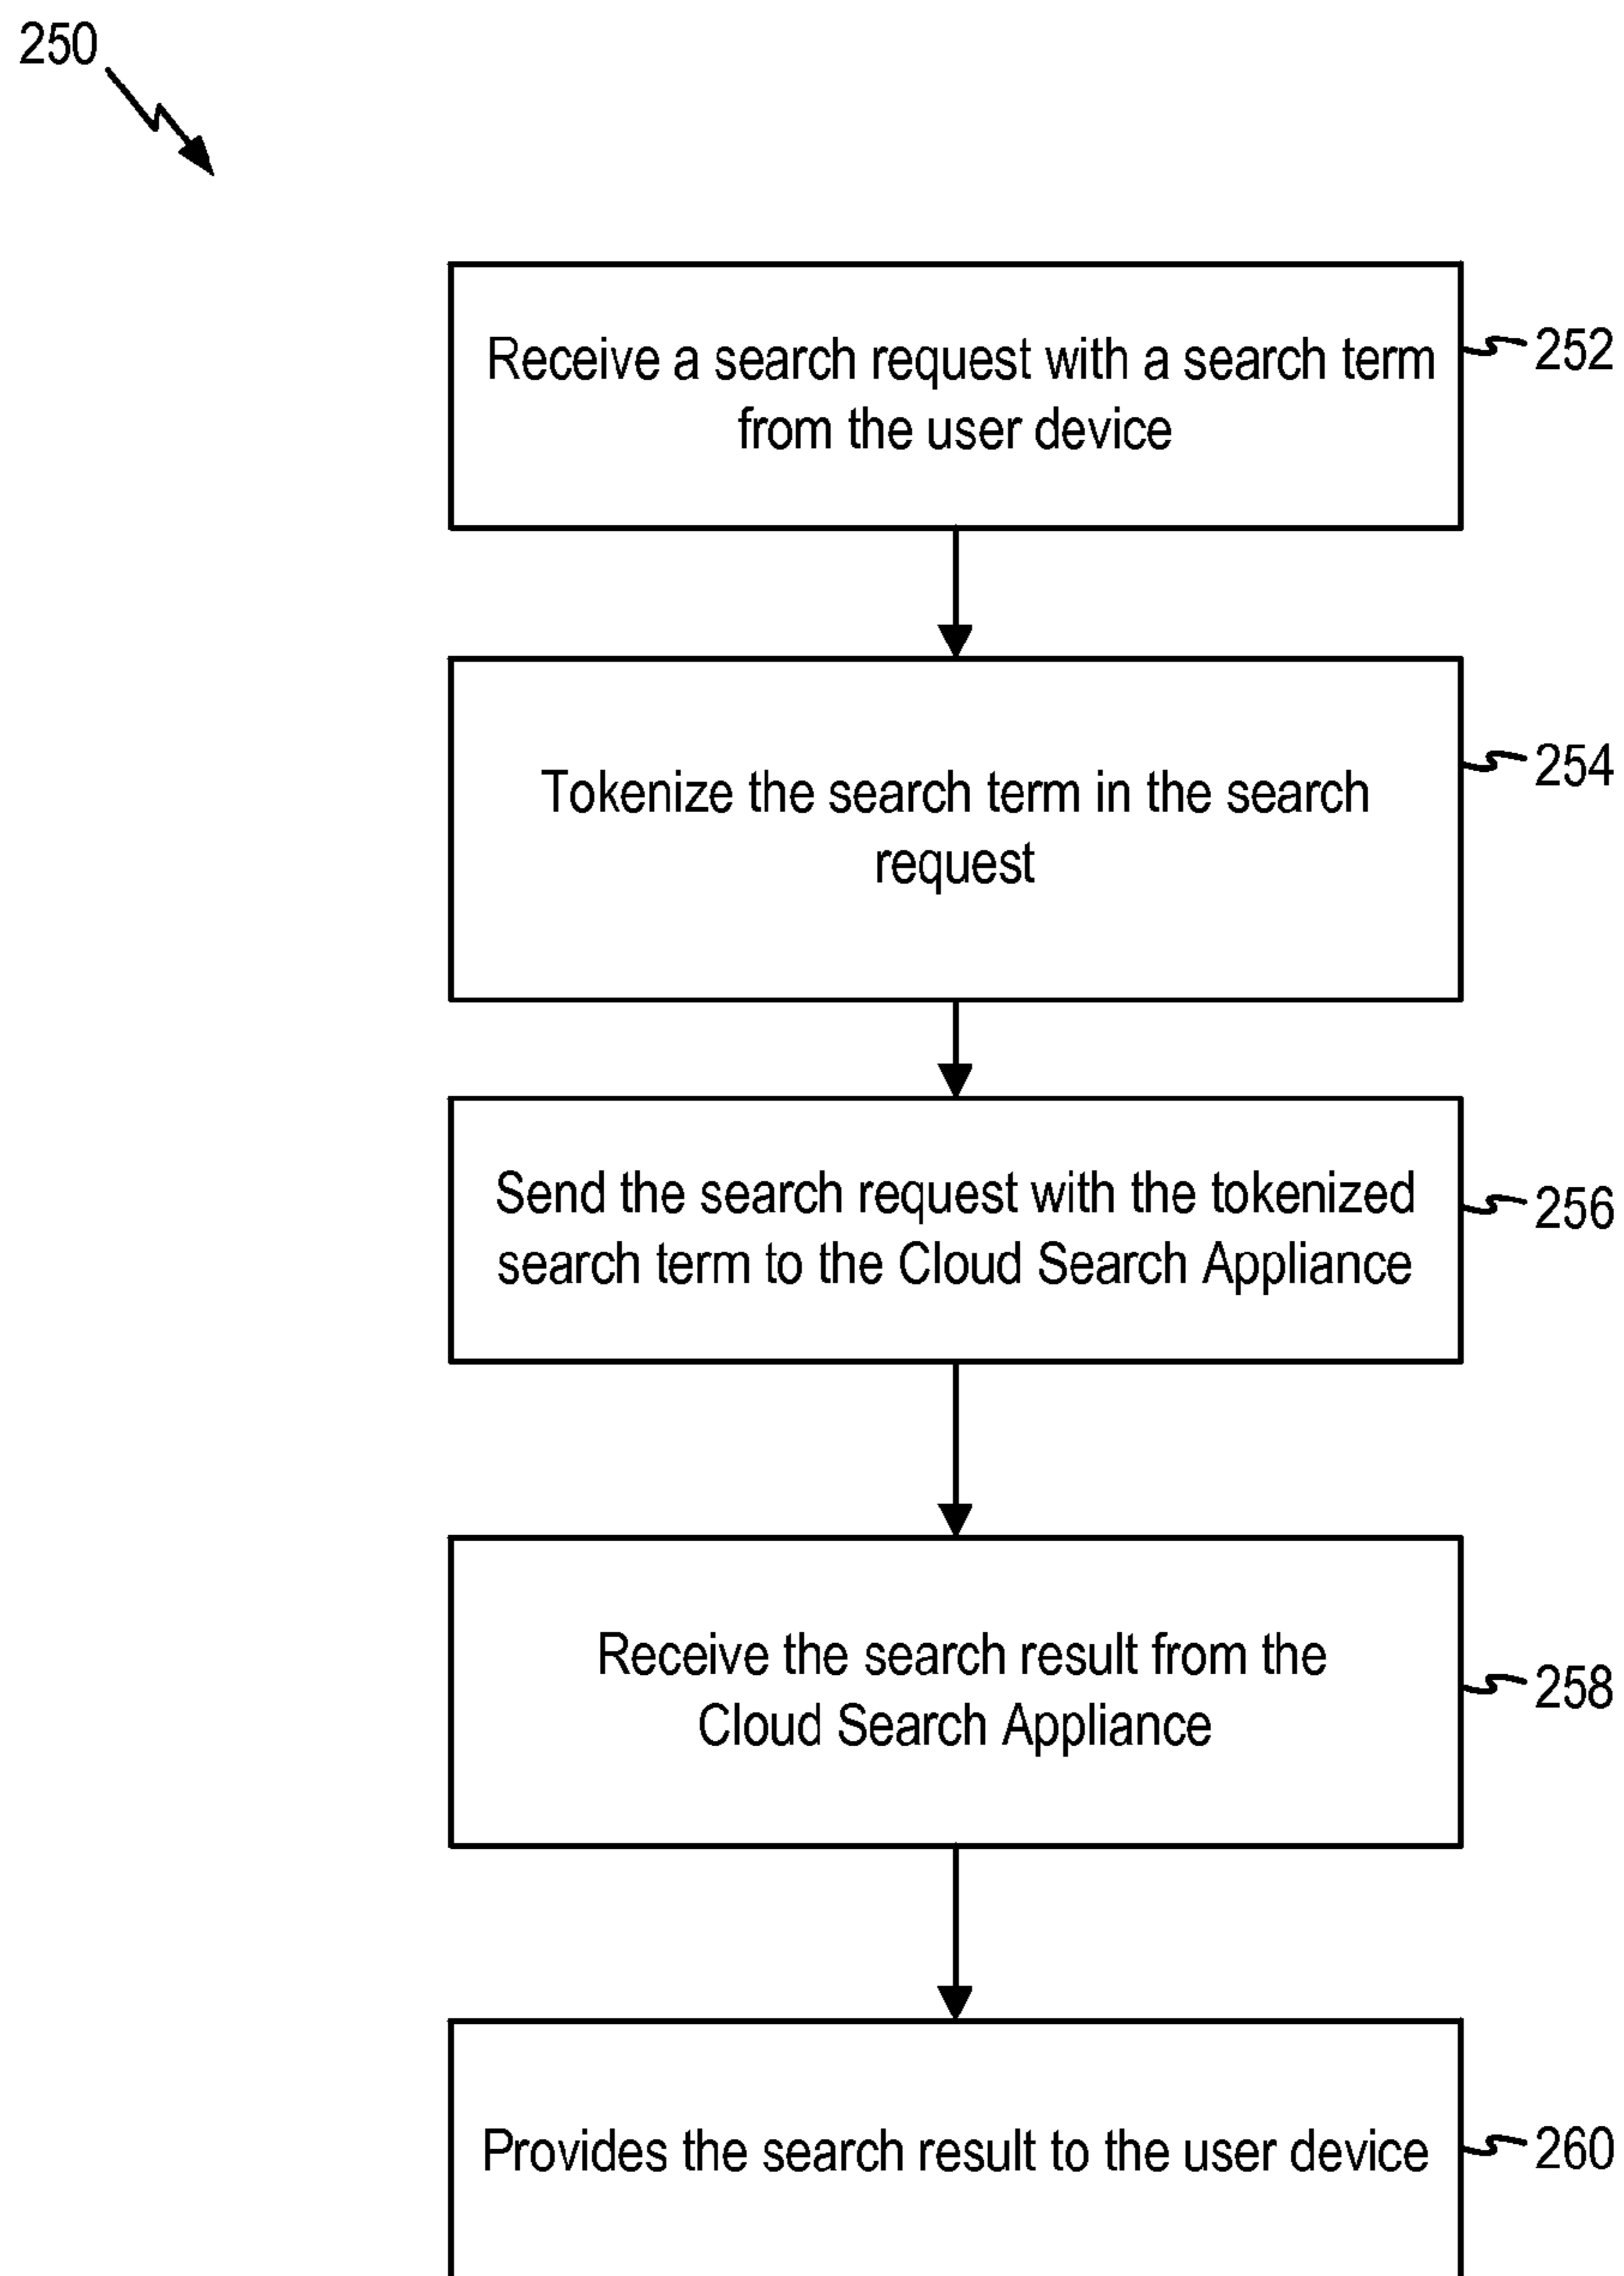 250
Receive a search request with a search term
from the user device
252
Tokenize the search term in the search
request
254
Send the search request with the tokenized
search term to the Cloud Search Appliance
256
Receive the search result from the
Cloud Search Appliance
258
Provides the search result to the user device
260